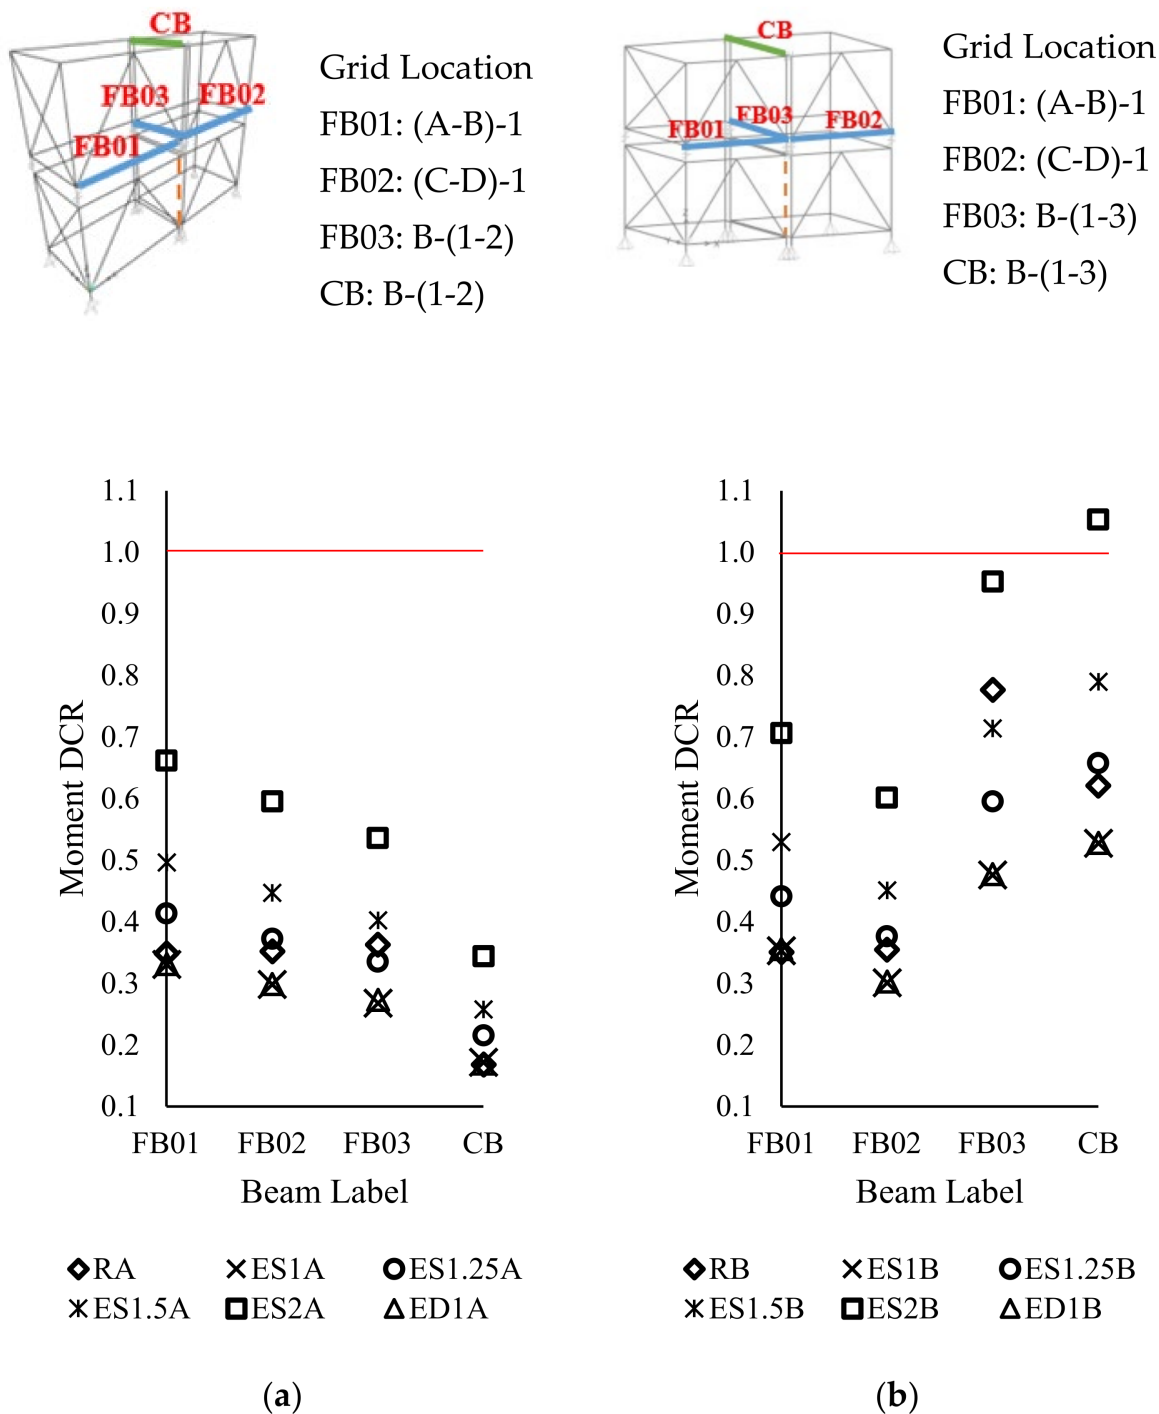 CB
FB03
FB02
FB01
Grid Location
FB01: (A-B)-1
FB02: (C-D)-1
FB03: B-(1-2)
CB: B-(1-2)
CB
FB03
FB01
FB02
Grid Location
FB01: (A-B)-1
FB02: (C-D)-1
FB03: B-(1-3)
CB: B-(1-3)
Moment DCR
1.1
1.0
0.9
0.8
0.7
0.6
0.5
0.4
0.3
0.2
0.1
FB01 FB02 FB03 CB
Beam Label
RA ES1A ES1.25A
ES1.5A ES2A ED1A
(a)
Moment DCR
1.1
1.0
0.9
0.8
0.7
0.6
0.5
0.4
0.3
0.2
0.1
FB01 FB02 FB03 CB
Beam Label
RB ES1B ES1.25B
ES1.5B ES2B ED1B
(b)